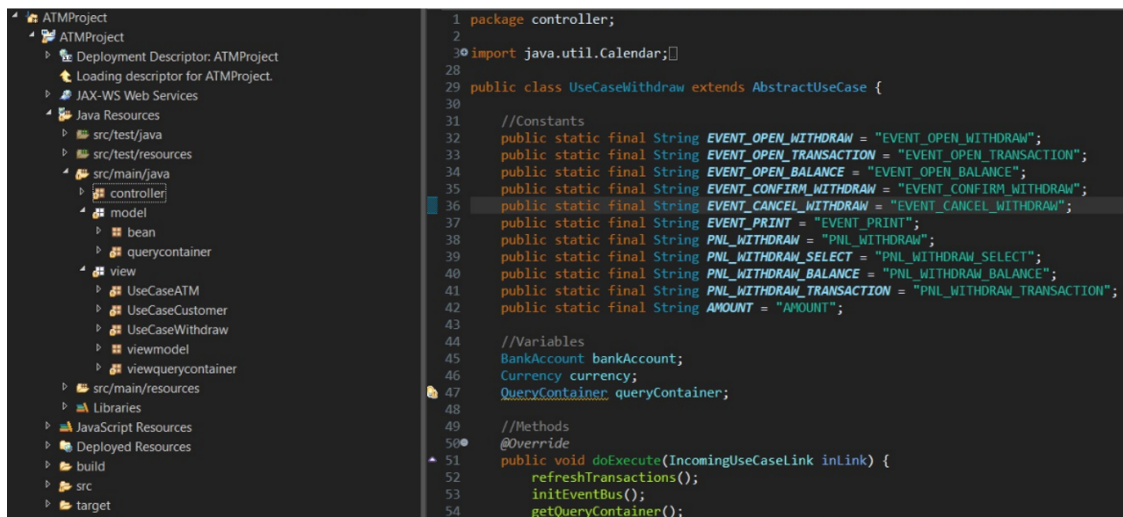 ATMProject
ATMProject
Deployment Descriptor: ATMProject
Loading descriptor for ATMProject.
JAX-WS Web Services
Java Resources
src/test/java
src/test/resources
src/main/java
controller
model
bean
querycontainer
view
UseCaseATM
UseCaseCustomer
UseCaseWithdraw
viewmodel
viewquerycontainer
src/main/resources
Libraries
JavaScript Resources
Deployed Resources
build
src
target
1 package controller;
2
3 import java.util.Calendar;
28
29 public class UseCaseWithdraw extends AbstractUseCase {
30
31 //Constants
32 public static final String EVENT_OPEN_WITHDRAW = "EVENT_OPEN_WITHDRAW";
33 public static final String EVENT_OPEN_TRANSACTION = "EVENT_OPEN_TRANSACTION";
34 public static final String EVENT_OPEN_BALANCE = "EVENT_OPEN_BALANCE";
35 public static final String EVENT_CONFIRM_WITHDRAW = "EVENT_CONFIRM_WITHDRAW";
36 public static final String EVENT_CANCEL_WITHDRAW = "EVENT_CANCEL_WITHDRAW";
37 public static final String EVENT_PRINT = "EVENT_PRINT";
38 public static final String PNL_WITHDRAW = "PNL_WITHDRAW";
39 public static final String PNL_WITHDRAW_SELECT = "PNL_WITHDRAW_SELECT";
40 public static final String PNL_WITHDRAW_BALANCE = "PNL_WITHDRAW_BALANCE";
41 public static final String PNL_WITHDRAW_TRANSACTION = "PNL_WITHDRAW_TRANSACTION";
42 public static final String AMOUNT = "AMOUNT";
43
44 //Variables
45 BankAccount bankAccount;
46 Currency currency;
47 QueryContainer queryContainer;
48
49 //Methods
50 @Override
51 public void doExecute(IncomingUseCaseLink inLink) {
52 refreshTransactions();
53 initEventBus();
54 getQueryContainer();